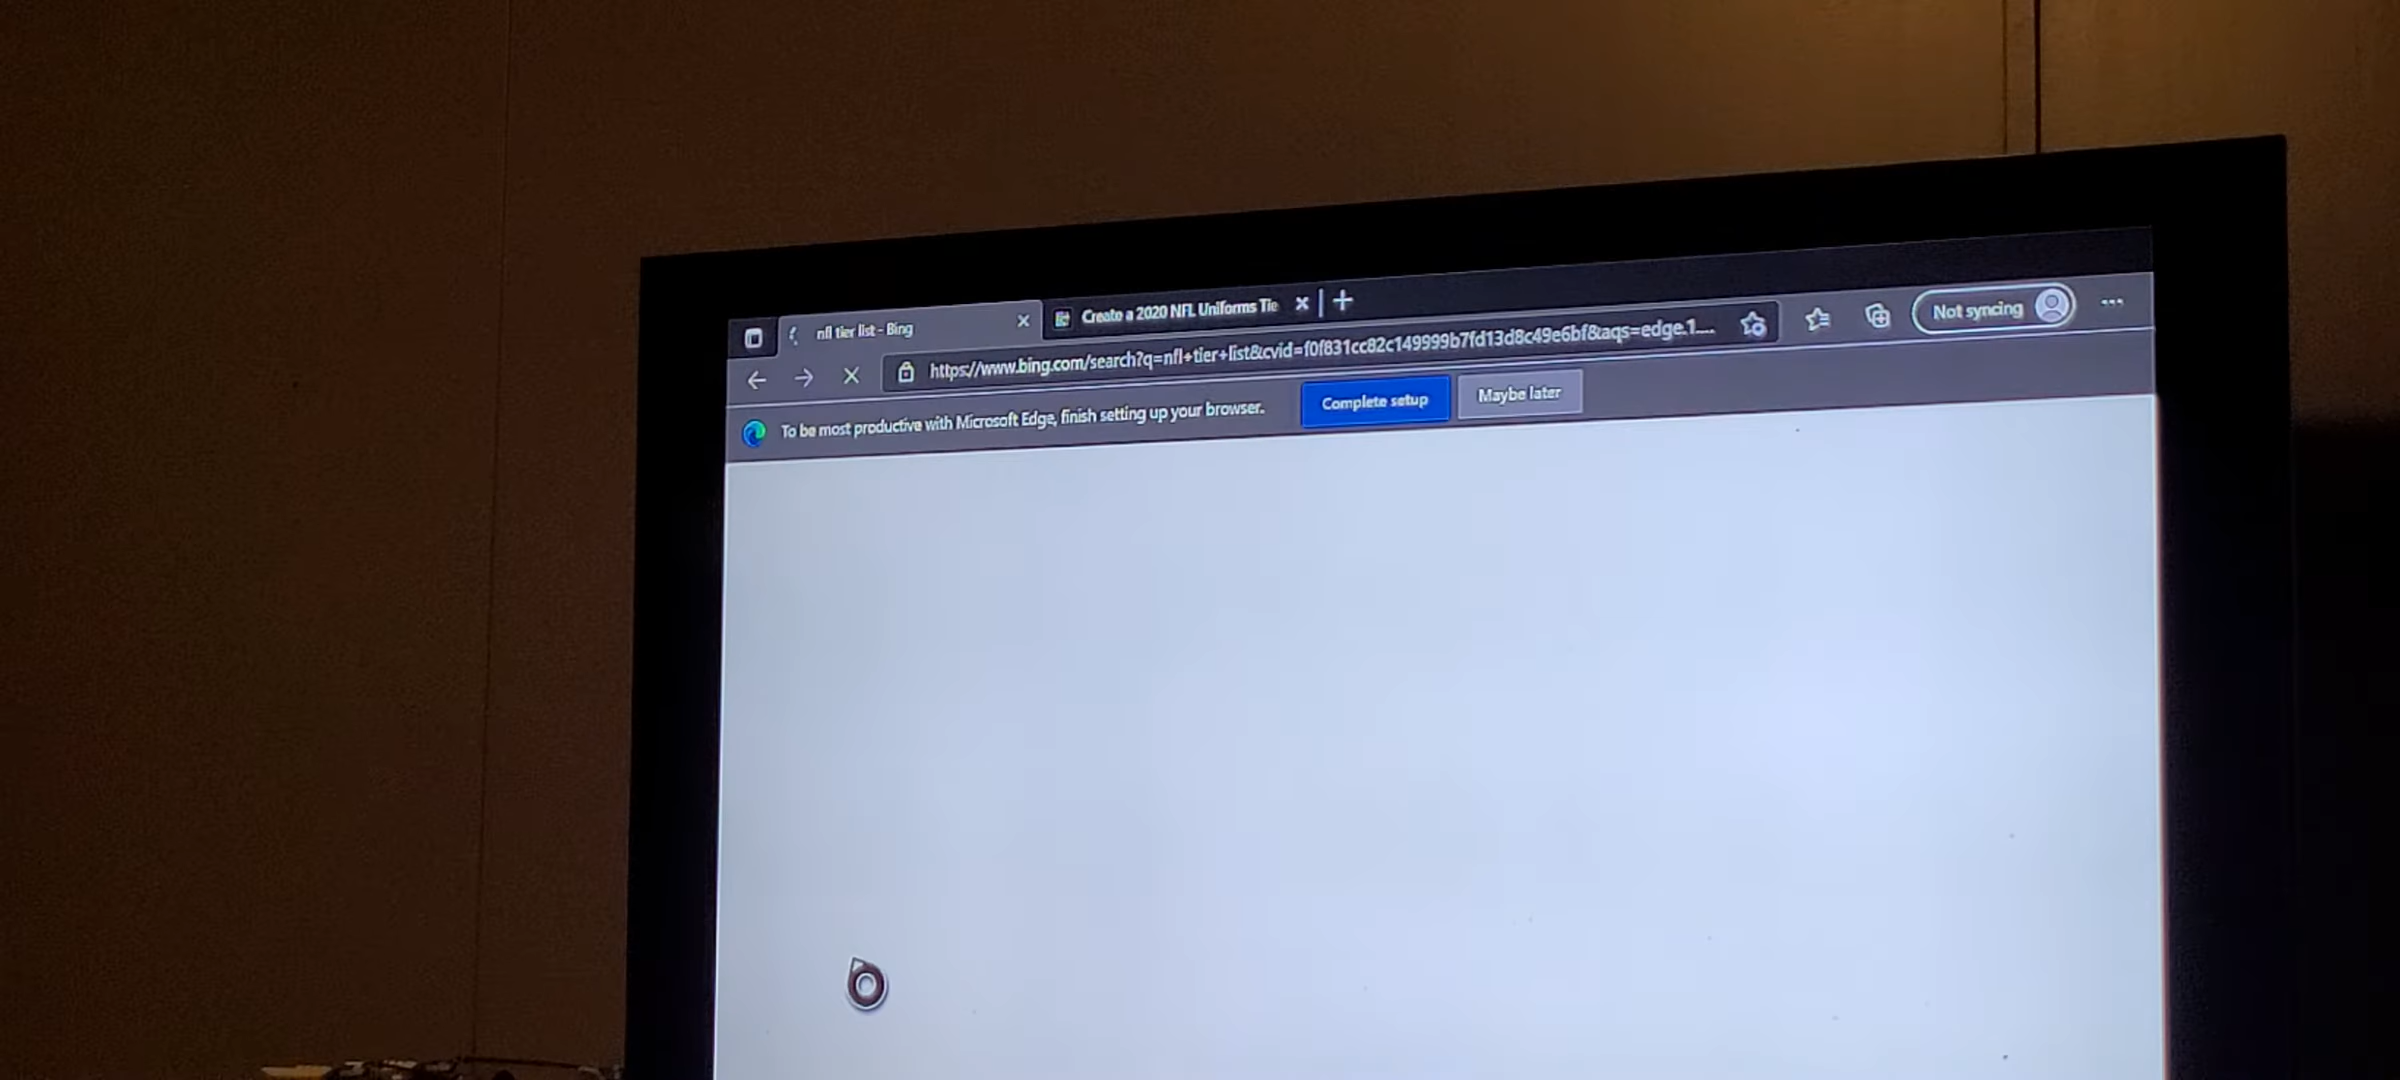 nfl tier list - Bing
Create a 2020 NFL Uniforms Tie
https://www.bing.com/search?q=nfl+tier+list&cvid=f0f831cc82c149999b7fd13d8c49e6bf&aqs=edge.1....
Not syncing
To be most productive with Microsoft Edge, finish setting up your browser.
Complete setup
Maybe later